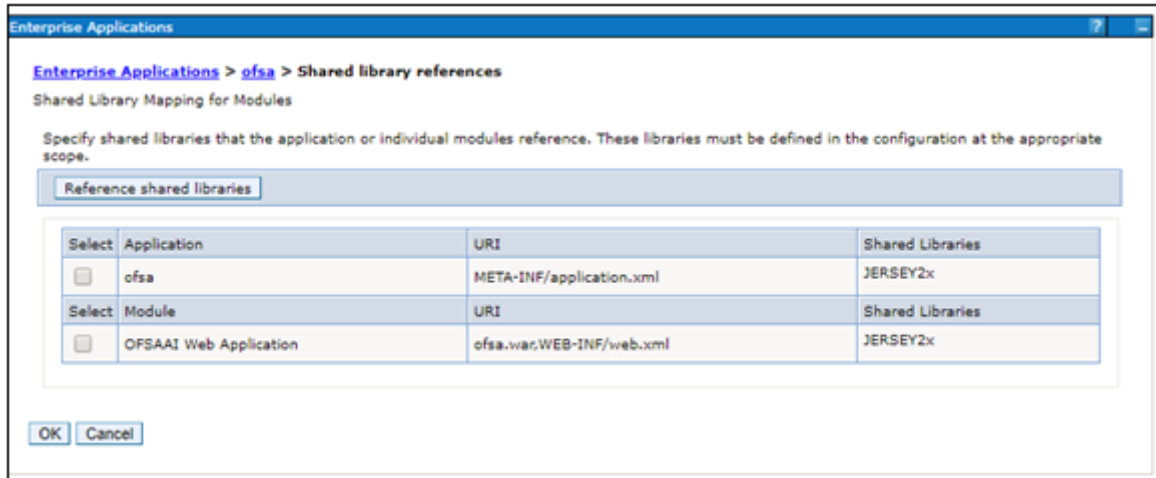 Enterprise Applications ? –
Enterprise Applications > ofsa > Shared library references
Shared Library Mapping for Modules
Specify shared libraries that the application or individual modules reference. These libraries must be defined in the configuration at the appropriate
scope.
Reference shared libraries
Select Application URI Shared Libraries
ofsa META-INF/application.xml JERSEY2x
Select Module URI Shared Libraries
OFSAAI Web Application ofsa.war,WEB-INF/web.xml JERSEY2x
OK Cancel